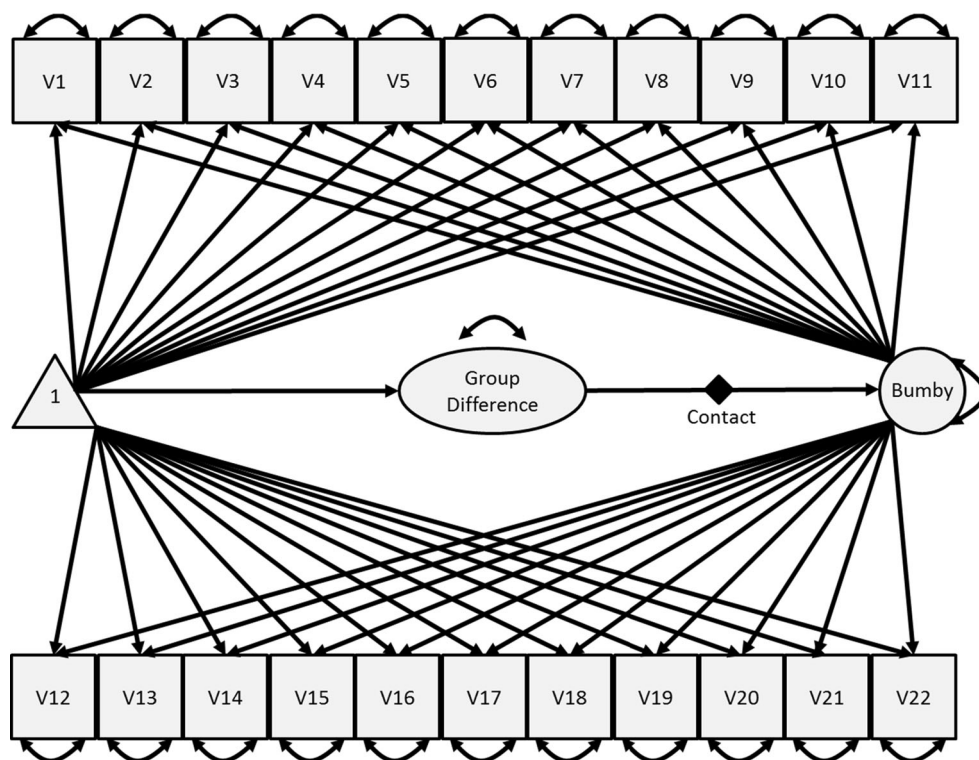 V1 V2 V3 V4 V5 V6 V7 V8 V9 V10 V11
1
Group
Difference
Contact
Bumby
V12 V13 V14 V15 V16 V17 V18 V19 V20 V21 V22